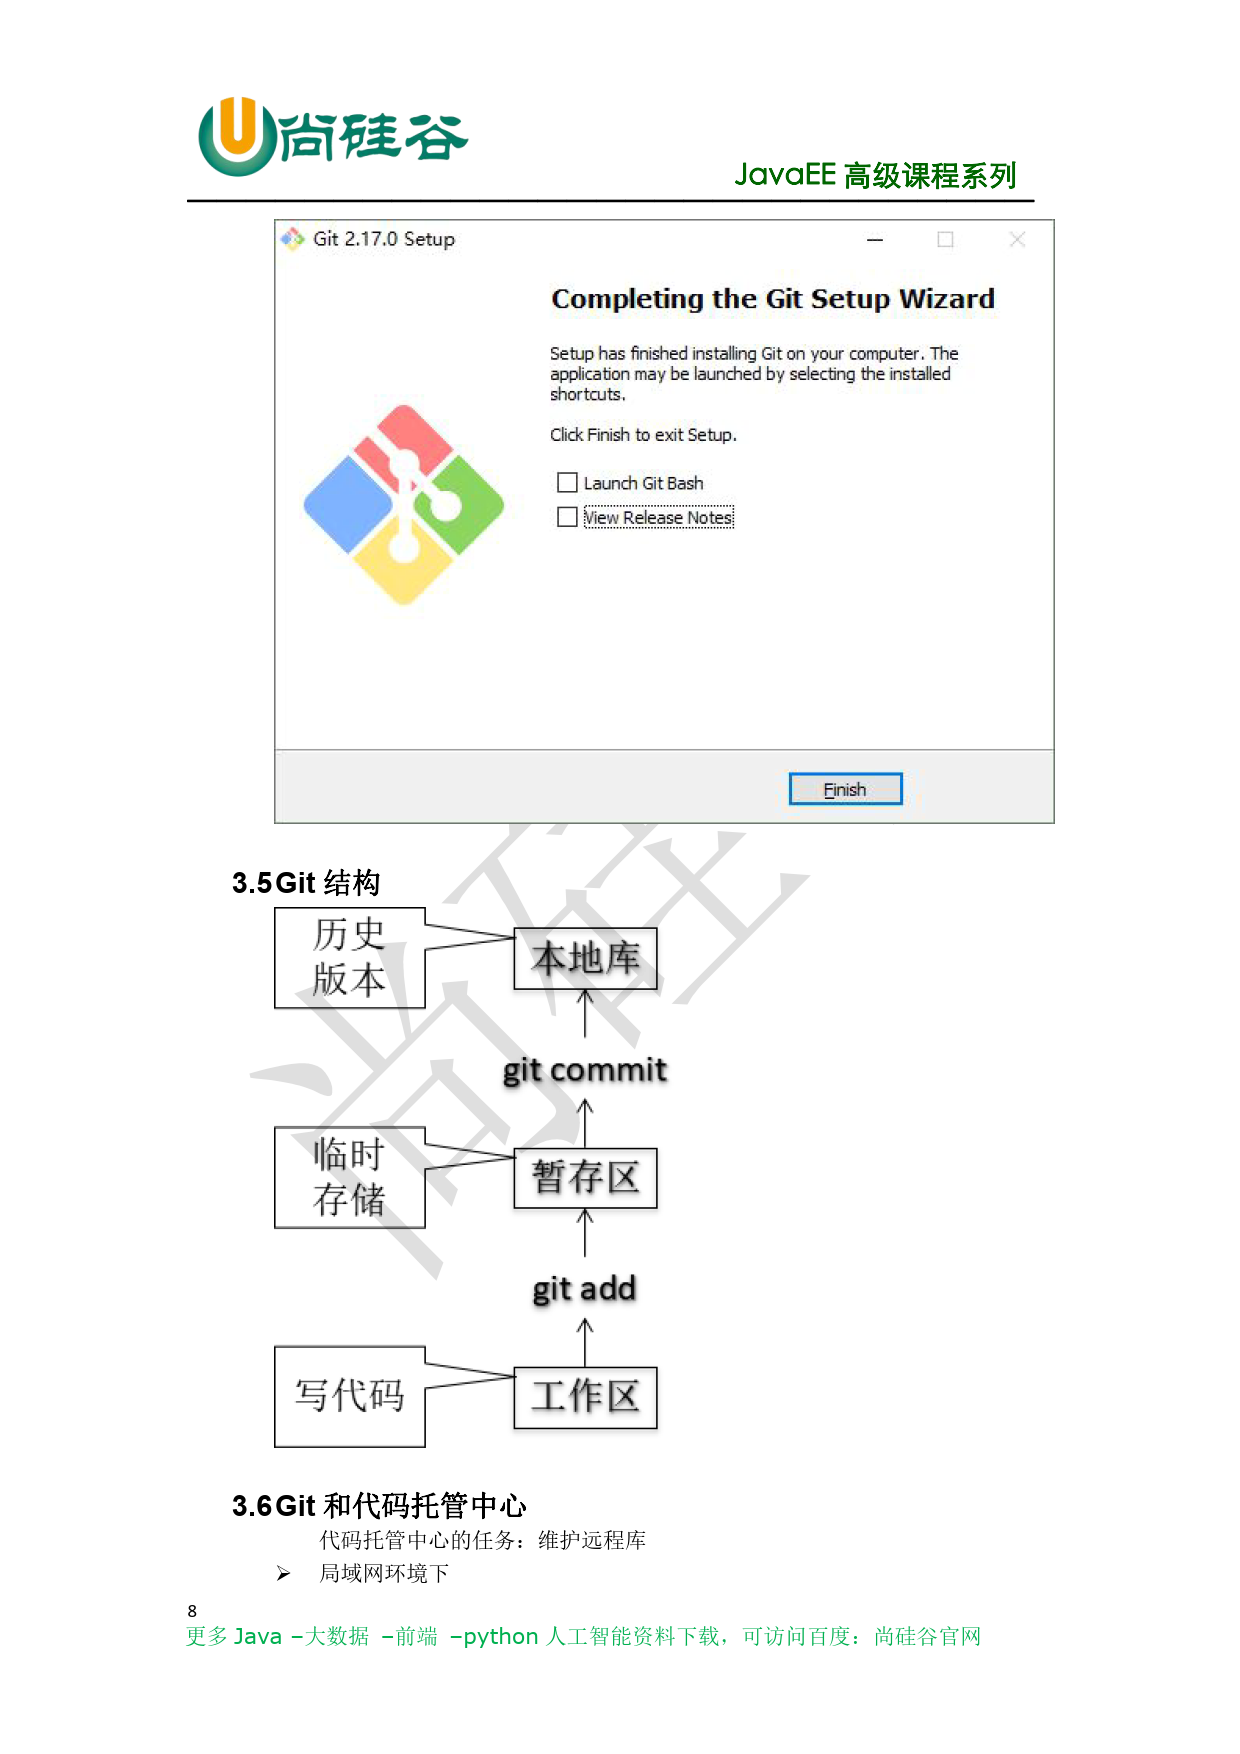 尚硅谷
JavaEE 高级课程系列
Git 2.17.0 Setup
Completing the Git Setup Wizard
Setup has finished installing Git on your computer. The
application may be launched by selecting the installed
shortcuts.
Click Finish to exit Setup.
Launch Git Bash
View Release Notes
Finish
3.5 Git 结构
历史
版本
本地库
git commit
临时
存储
暂存区
git add
写代码
工作区
尚硅
3.6 Git 和代码托管中心
代码托管中心的任务：维护远程库
➢ 局域网环境下
8
更多 Java –大数据 –前端 –python 人工智能资料下载，可访问百度：尚硅谷官网